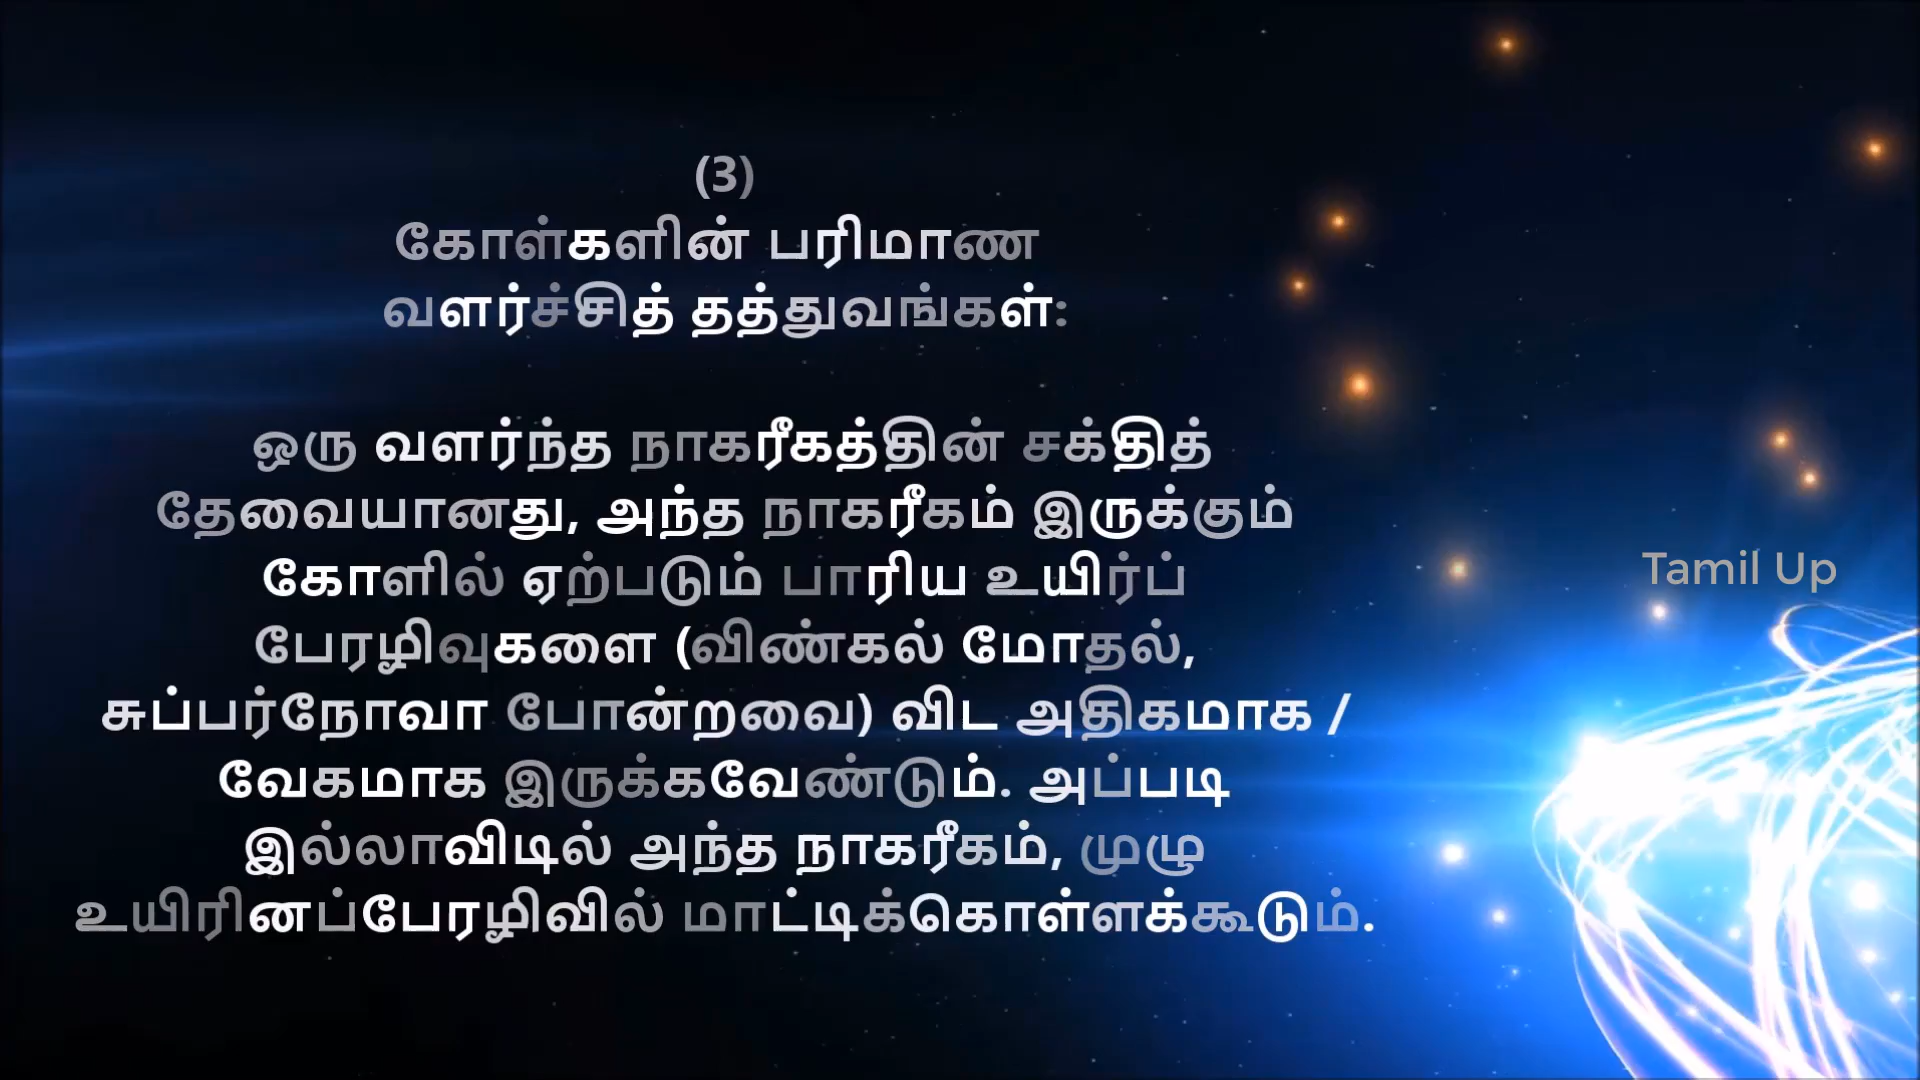 (3)
கோள்களின் பரிமாண
வளர்ச்சித் தத்துவங்கள்:
ஒரு வளர்ந்த நாகரீகத்தின் சக்தித்
தேவையானது, அந்த நாகரீகம் இருக்கும்
கோளில் ஏற்படும் பாரிய உயிர்ப்
பேரழிவுகளை (விண்கல் மோதல்,
சுப்பர்நோவா போன்றவை) விட அதிகமாக /
வேகமாக இருக்கவேண்டும். அப்படி
இல்லாவிடில் அந்த நாகரீகம், முழு
உயிரினப்பேரழிவில் மாட்டிக்கொள்ளக்கூடும்.
Tamil Up